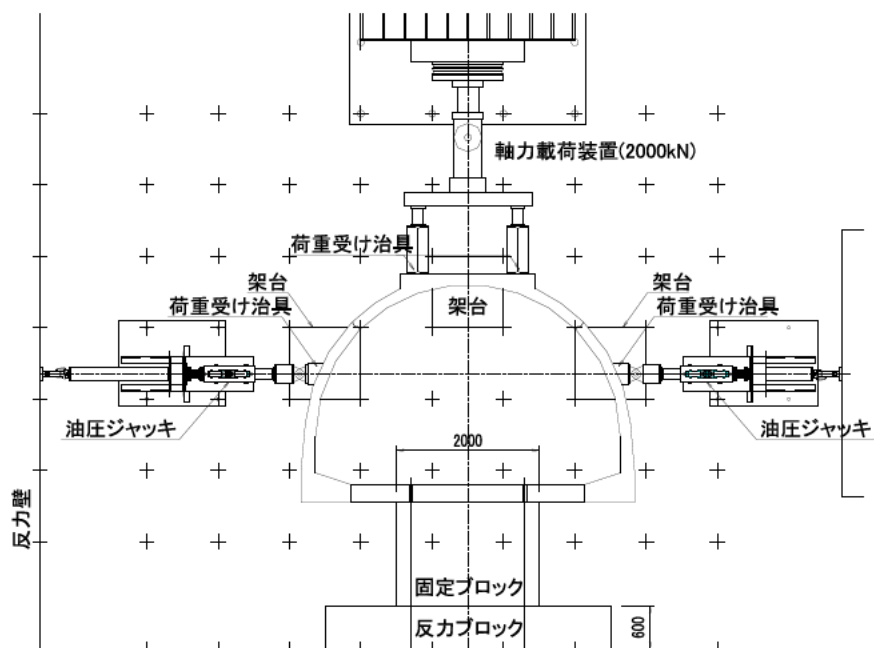 軸力載荷装置(2000kN)
荷重受け治具
架台
架台
架台
荷重受け治具
荷重受け治具
油圧ジャッキ
油圧ジャッキ
2000
反力壁
固定ブロック
反力ブロック
600